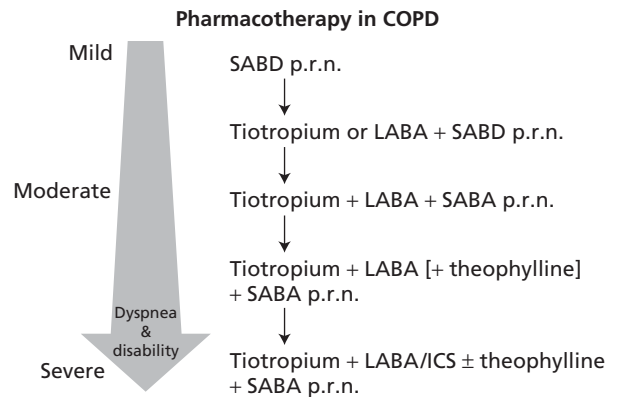 Pharmacotherapy in COPD
Mild
SABD p.r.n.
Tiotropium or LABA + SABD p.r.n.
Moderate
Tiotropium + LABA + SABA p.r.n.
Tiotropium + LABA [+ theophylline]
+ SABA p.r.n.
Dyspnea
&
disability
Severe
Tiotropium + LABA/ICS ± theophylline
+ SABA p.r.n.